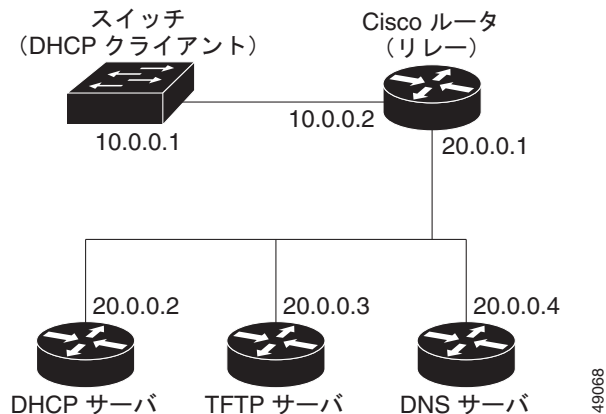 スイッチ
（DHCP クライアント）
Cisco ルータ
（リレー）
10.0.0.1
10.0.0.2
20.0.0.1
20.0.0.2
20.0.0.3
20.0.0.4
DHCP サーバ
TFTP サーバ
DNS サーバ
49068